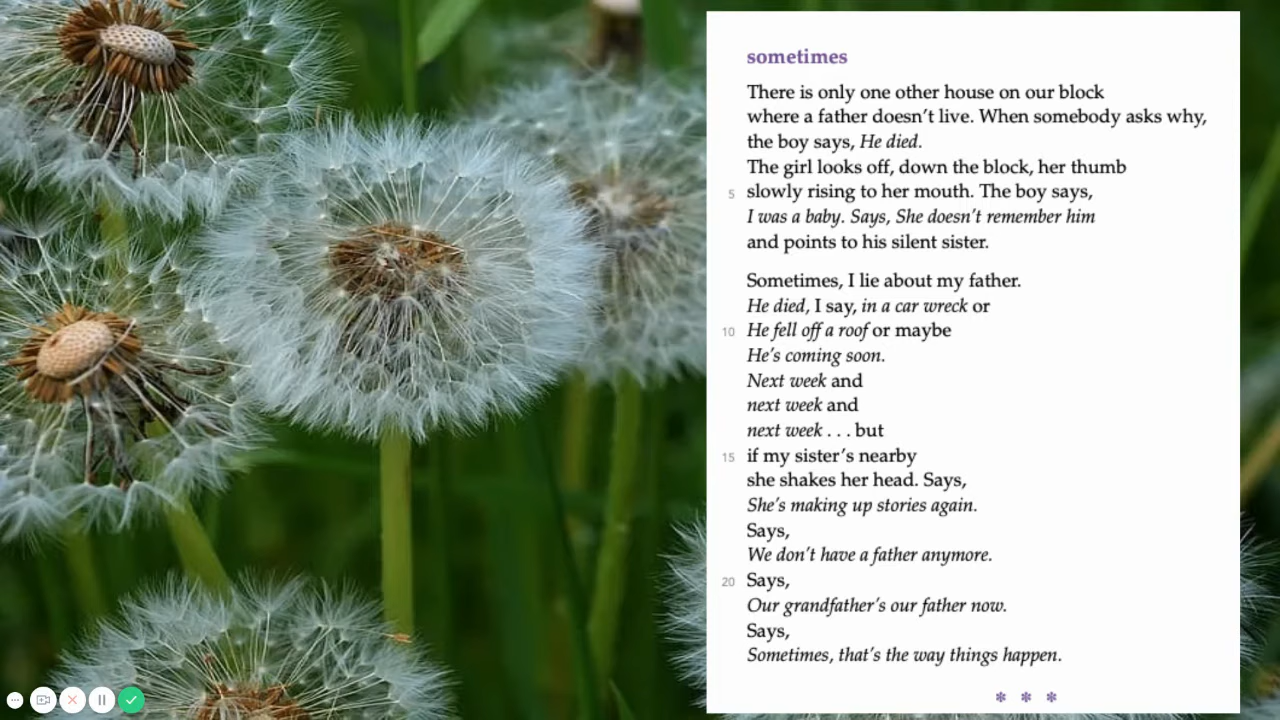 sometimes
There is only one other house on our block
where a father doesn’t live. When somebody asks why,
the boy says, He died.
The girl looks off, down the block, her thumb
5 slowly rising to her mouth. The boy says,
I was a baby. Says, She doesn’t remember him
and points to his silent sister.
Sometimes, I lie about my father.
He died, I say, in a car wreck or
10 He fell off a roof or maybe
He’s coming soon.
Next week and
next week and
next week . . . but
15 if my sister’s nearby
she shakes her head. Says,
She’s making up stories again.
Says,
We don’t have a father anymore.
20 Says,
Our grandfather’s our father now.
Says,
Sometimes, that’s the way things happen.